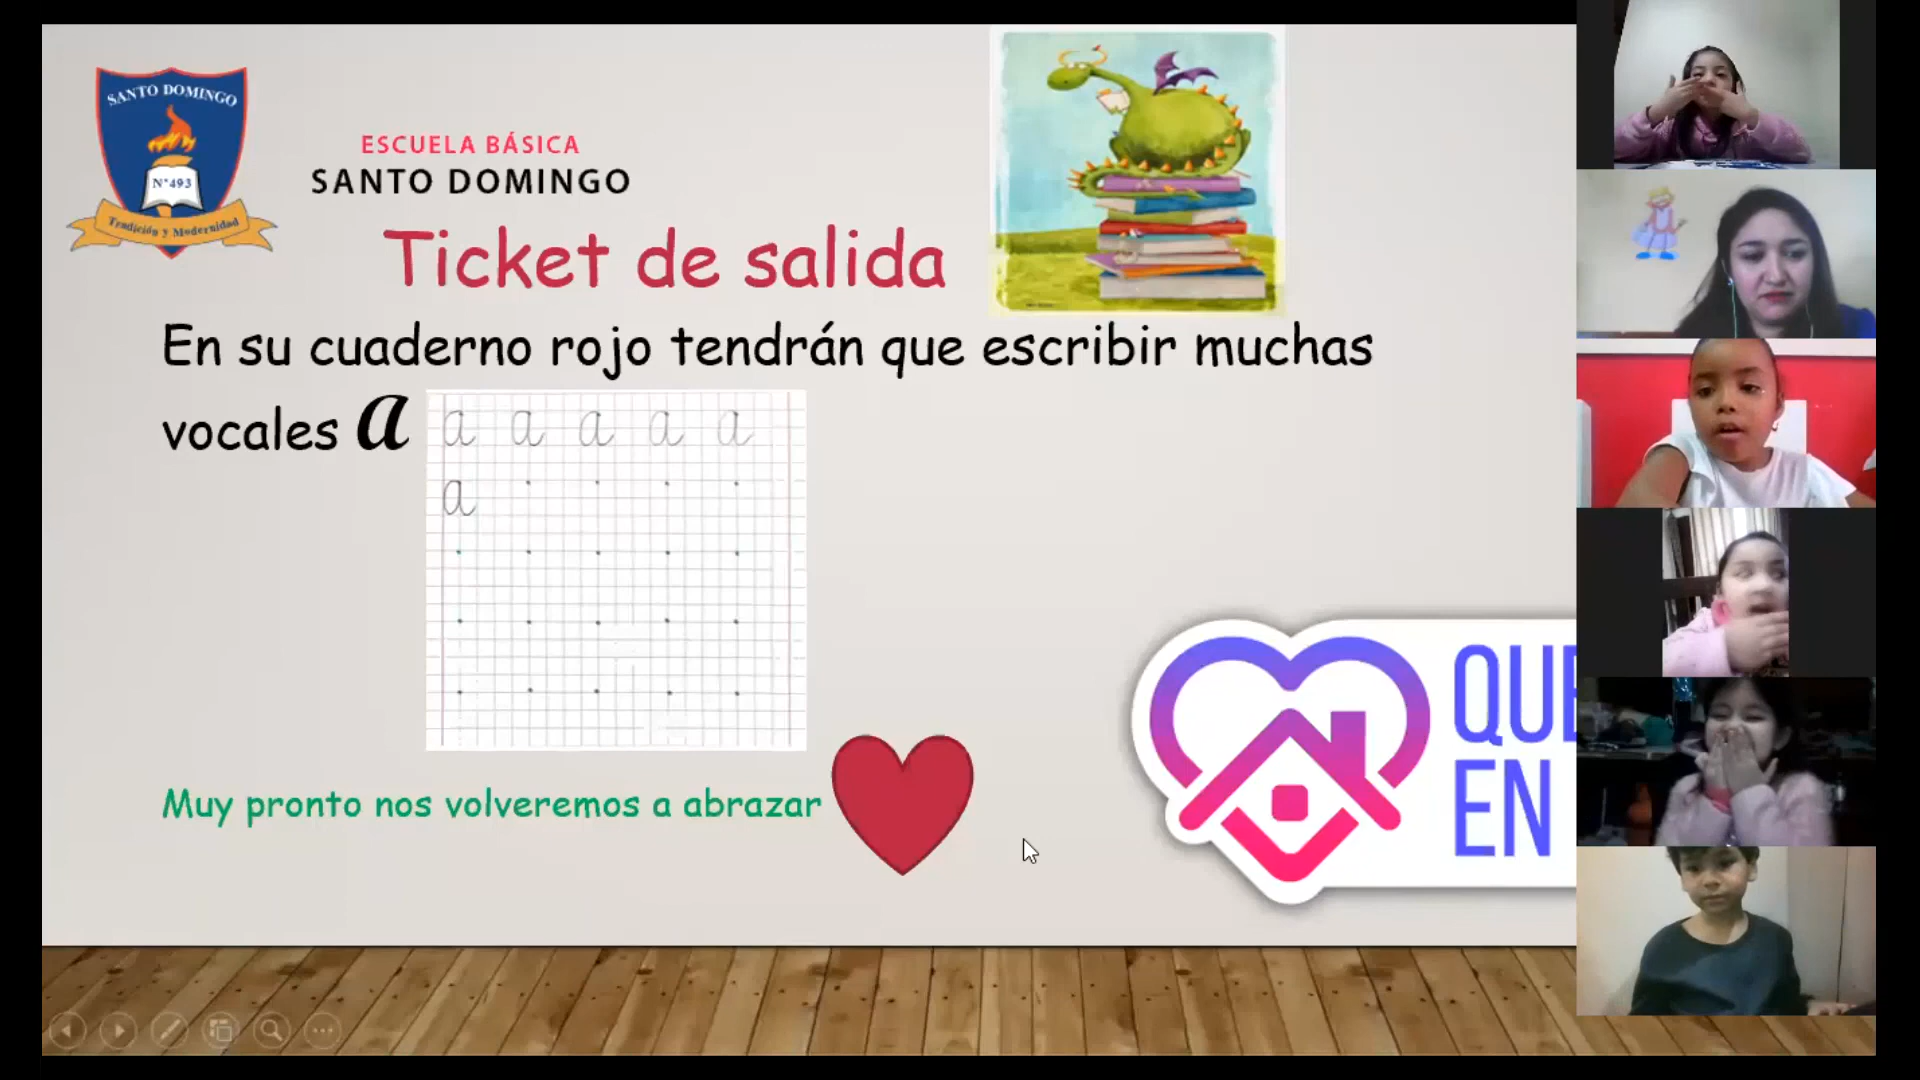 SANTO DOMINGO
N°493
Tradición y Modernidad
ESCUELA BÁSICA
SANTO DOMINGO
Ticket de salida
En su cuaderno rojo tendrán que escribir muchas
vocales a
a a a a a
a
Muy pronto nos volveremos a abrazar
QUE
EN